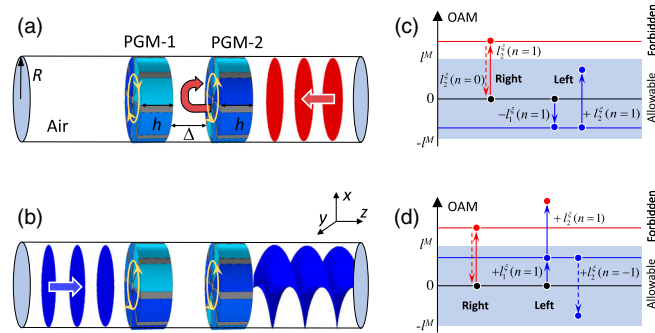 (a)
PGM-1
PGM-2
R
Air
h
Δ
h
(b)
x
y
z
(c)
OAM
l^M
l_2^ξ(n=1)
l_2^ξ(n=0)
Right
Left
0
−l_1^ξ(n=1)
+l_2^ξ(n=1)
-l^M
Forbidden
Allowable
(d)
OAM
+l_2^ξ(n=1)
l^M
+l_1^ξ(n=1)
+l_2^ξ(n=−1)
0
Right
Left
-l^M
Forbidden
Allowable